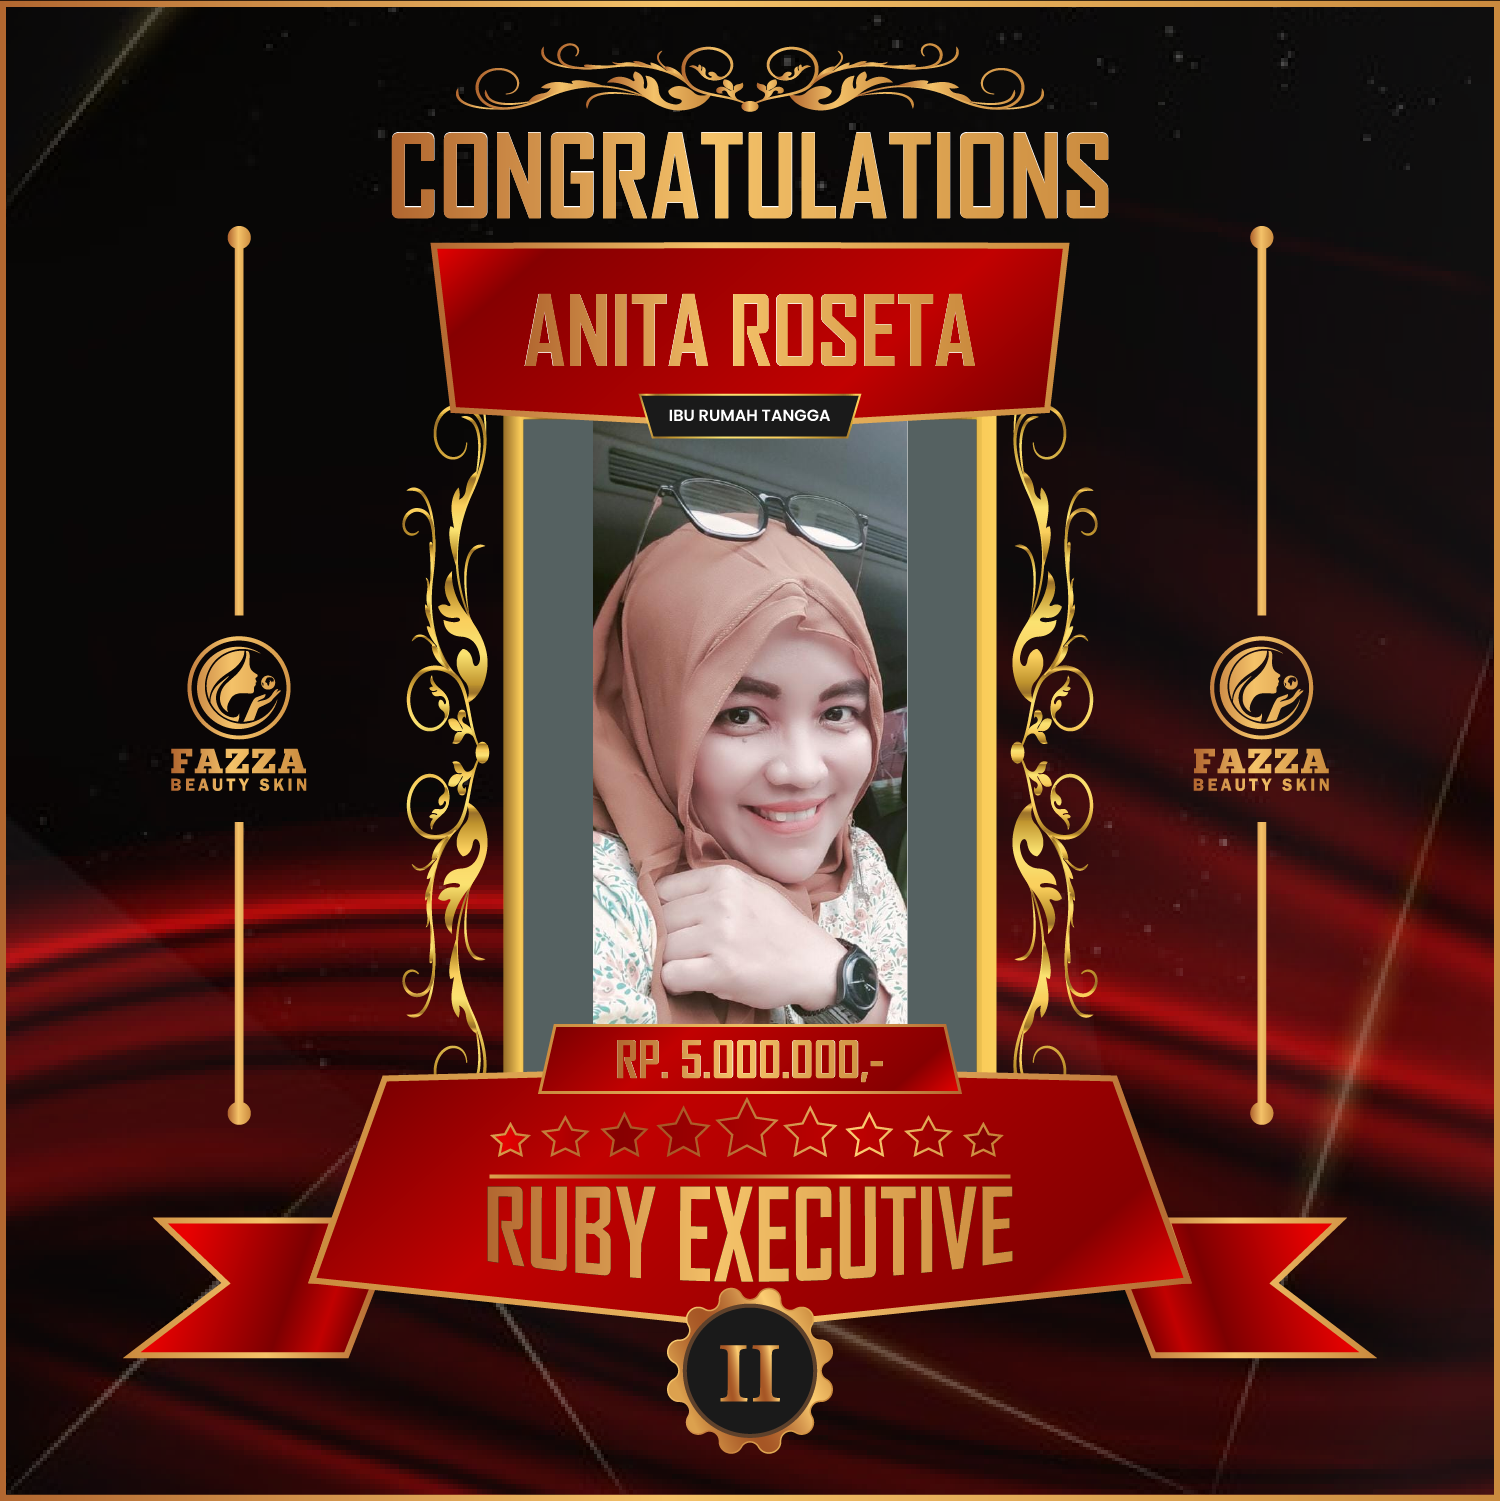 CONGRATULATIONS
ANITA ROSETA
IBU RUMAH TANGGA
FAZZA
BEAUTY SKIN
FAZZA
BEAUTY SKIN
RP. 5.000.000,-
RUBY EXECUTIVE
II